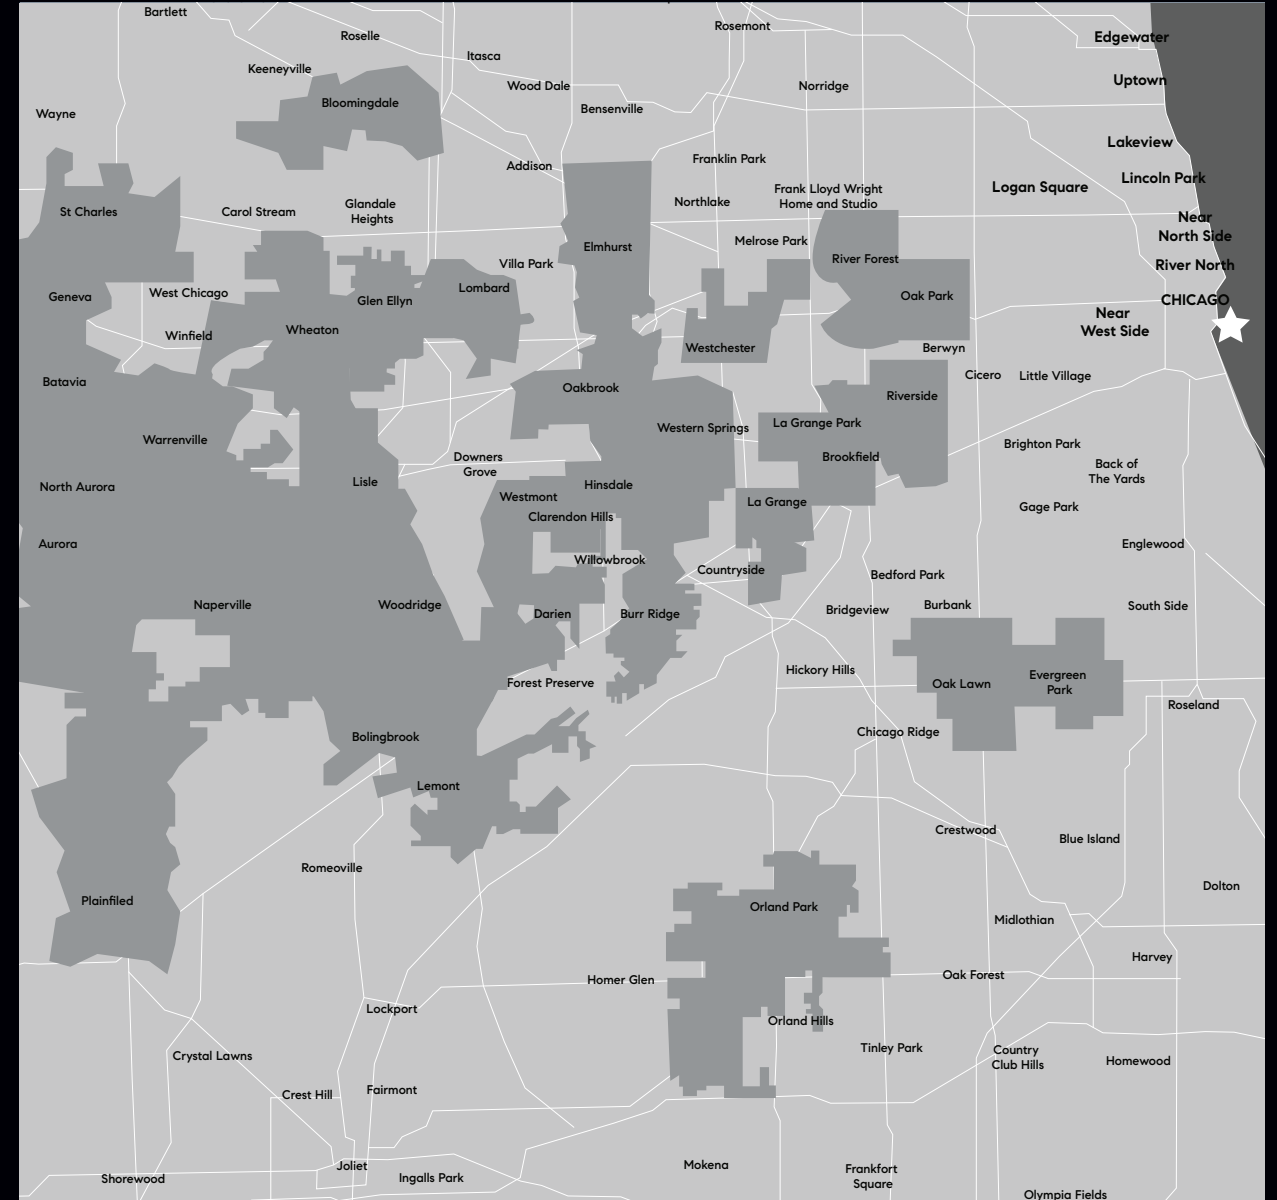 Bartlett
Rosemont
Roselle
Edgewater
Itasca
Keeneyville
Uptown
Wood Dale
Norridge
Bloomingdale
Bensenville
Wayne
Lakeview
Franklin Park
Addison
Lincoln Park
Logan Square
Frank Lloyd Wright
Home and Studio
Northlake
Glandale
Heights
St Charles
Carol Stream
Near
North Side
Melrose Park
Elmhurst
River Forest
Villa Park
River North
Lombard
West Chicago
Geneva
Oak Park
Glen Ellyn
CHICAGO
Near
West Side
Wheaton
Winfield
Westchester
Berwyn
Cicero
Little Village
Batavia
Oakbrook
Riverside
La Grange Park
Western Springs
Warrenville
Brighton Park
Downers
Grove
Brookfield
Back of
The Yards
Lisle
Hinsdale
North Aurora
Westmont
La Grange
Gage Park
Clarendon Hills
Aurora
Englewood
Willowbrook
Countryside
Bedford Park
Naperville
Woodridge
Burbank
South Side
Bridgeview
Darien
Burr Ridge
Hickory Hills
Evergreen
Park
Forest Preserve
Oak Lawn
Roseland
Chicago Ridge
Bolingbrook
Lemont
Crestwood
Blue Island
Romeoville
Dolton
Plainfiled
Orland Park
Midlothian
Harvey
Oak Forest
Homer Glen
Lockport
Orland Hills
Tinley Park
Country
Club Hills
Crystal Lawns
Homewood
Fairmont
Crest Hill
Mokena
Joliet
Frankfort
Square
Ingalls Park
Shorewood
Olympia Fields